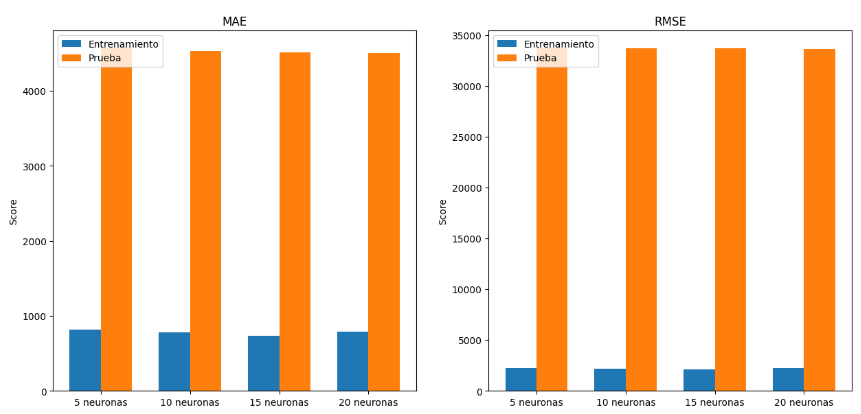 MAE
Entrenamiento
Prueba
Score
4000
3000
2000
1000
0
5 neuronas
10 neuronas
15 neuronas
20 neuronas
RMSE
Entrenamiento
Prueba
Score
35000
30000
25000
20000
15000
10000
5000
0
5 neuronas
10 neuronas
15 neuronas
20 neuronas